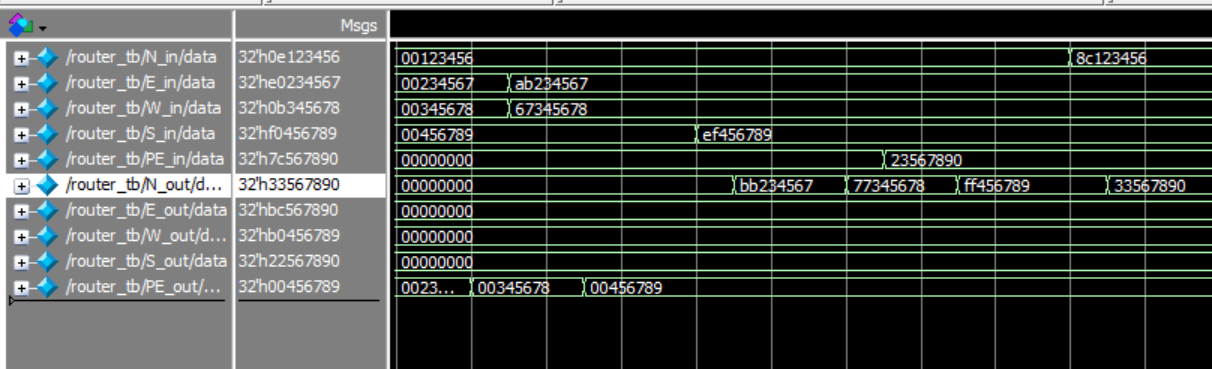 Msgs
/router_tb/N_in/data 32'h0e123456 00123456 8c123456
/router_tb/E_in/data 32'he0234567 00234567 ab234567
/router_tb/W_in/data 32'h0b345678 00345678 67345678
/router_tb/S_in/data 32'hf0456789 00456789 ef456789
/router_tb/PE_in/data 32'h7c567890 00000000 23567890
/router_tb/N_out/d... 32'h33567890 00000000 bb234567 77345678 ff456789 33567890
/router_tb/E_out/data 32'hbc567890 00000000
/router_tb/W_out/d... 32'hb0456789 00000000
/router_tb/S_out/data 32'h22567890 00000000
/router_tb/PE_out/... 32'h00456789 0023... 00345678 00456789